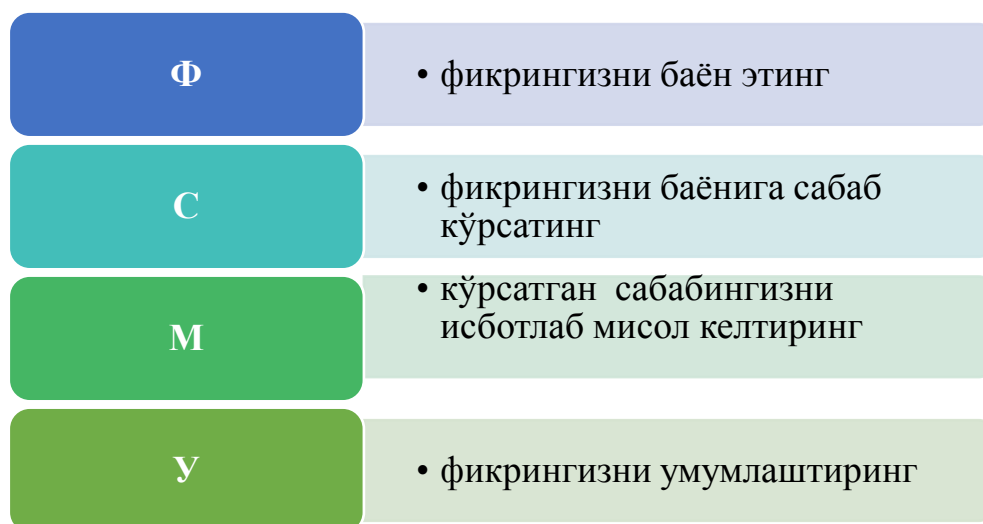 Ф
• фикрингизни баён этинг
С
• фикрингизни баёнига сабаб
кўрсатинг
М
• кўрсатган сабабингизни
исботлаб мисол келтиринг
У
• фикрингизни умумлаштиринг